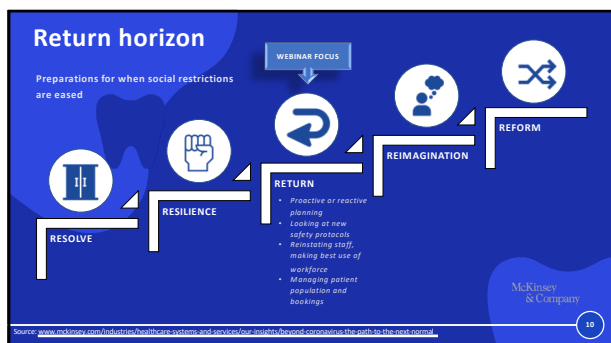 Return horizon
WEBINAR FOCUS
Preparations for when social restrictions
are eased
REFORM
REIMAGINATION
RETURN
• Proactive or reactive
planning
• Looking at new
safety protocols
• Reinstating staff,
making best use of
workforce
• Managing patient
population and
bookings
RESILIENCE
RESOLVE
McKinsey
& Company
Source: www.mckinsey.com/industries/healthcare-systems-and-services/our-insights/beyond-coronavirus-the-path-to-the-next-normal
10